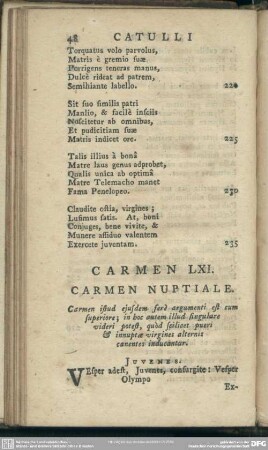 48 CATULLI
Torquatus volo parvolus,
Matris è gremio suæ
Porrigens teneras manus,
Dulcè rideat ad patrem,
Semihiante labello. 220
Sit suo similis patri
Manlio, & facilè insciis
Noscitetur ab omnibus,
Et pudicitiam suæ
Matris indicet ore. 225
Talis illius à bonâ
Matre laus genus adprobet,
Qualis unica ab optimâ
Matre Telemacho manet
Fama Penelopeo. 230
Claudite ostia, virgines;
Lusimus satis. At, boni
Conjuges, bene vivite, &
Munere assiduo valentem
Exercete juventam. 235
CARMEN LXI.
CARMEN NUPTIALE.
Carmen istud ejusdem ferè argumenti est cum
superiore; in hoc autem illud singulare
videri potest, quòd scilicet pueri
& innuptæ virgines alternis
canentes inducantur.
JUVENES.
VEsper adest, Juvenes, consurgite: Vesper
Olympo
Ex-